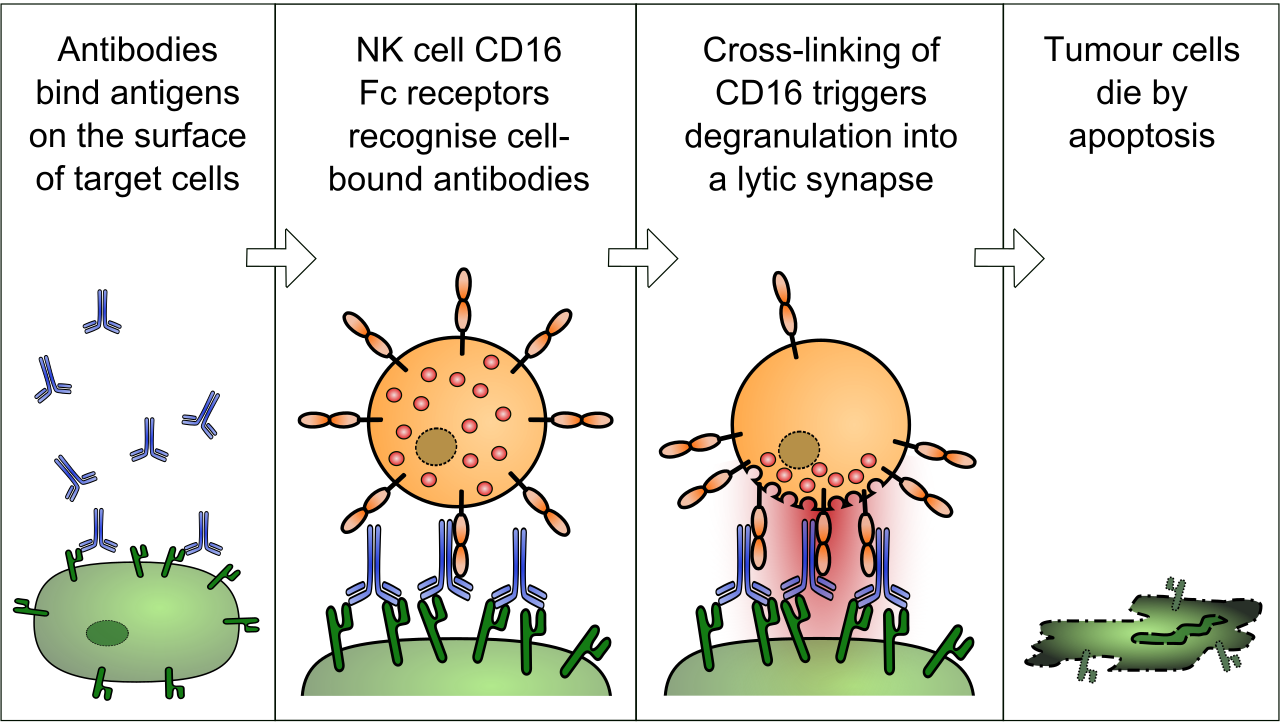 Antibodies
bind antigens
on the surface
of target cells
NK cell CD16
Fc receptors
recognise cell-
bound antibodies
Cross-linking of
CD16 triggers
degranulation into
a lytic synapse
Tumour cells
die by
apoptosis